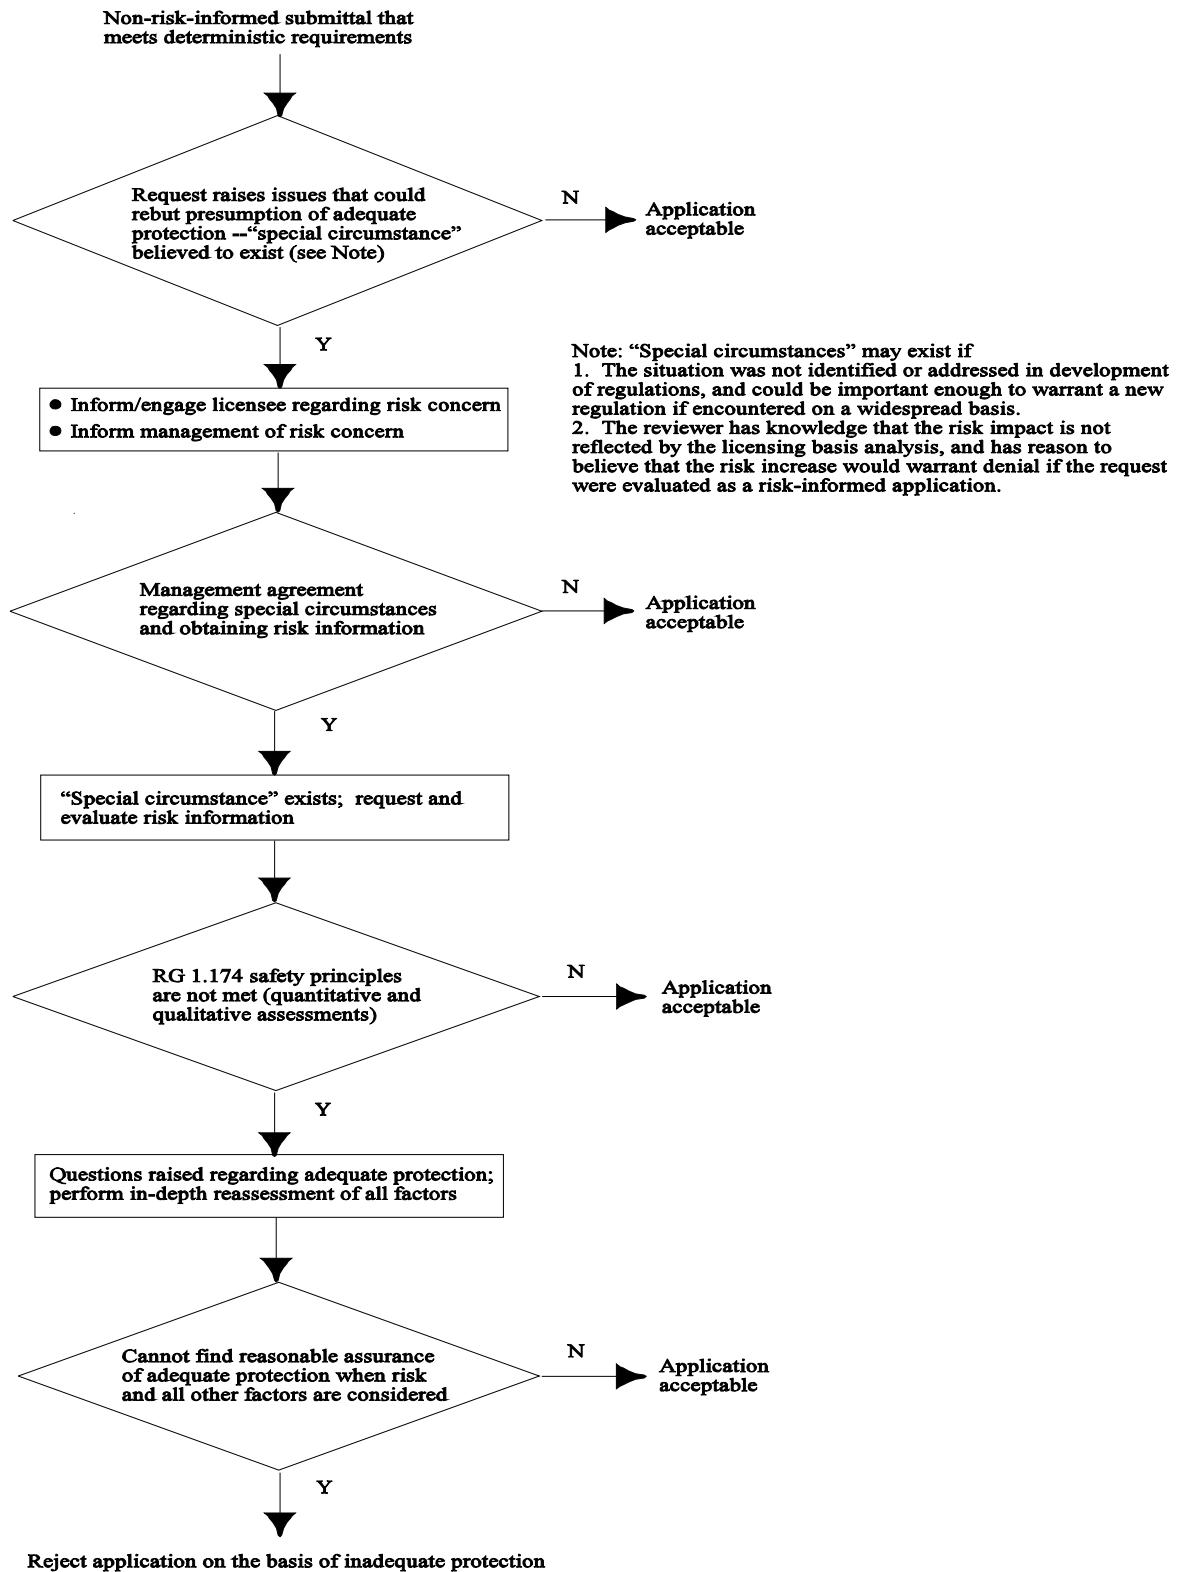 Non-risk-informed submittal that
meets deterministic requirements
Request raises issues that could
rebut presumption of adequate
protection --“special circumstance”
believed to exist (see Note)
N
Application
acceptable
Y
Note: “Special circumstances” may exist if
1.  The situation was not identified or addressed in development
of regulations, and could be important enough to warrant a new
regulation if encountered on a widespread basis.
2.  The reviewer has knowledge that the risk impact is not
reflected by the licensing basis analysis, and has reason to
believe that the risk increase would warrant denial if the request
were evaluated as a risk-informed application.
● Inform/engage licensee regarding risk concern
● Inform management of risk concern
Management agreement
regarding special circumstances
and obtaining risk information
N
Application
acceptable
Y
“Special circumstance” exists;  request and
evaluate risk information
RG 1.174 safety principles
are not met (quantitative and
qualitative assessments)
N
Application
acceptable
Y
Questions raised regarding adequate protection;
perform in-depth reassessment of all factors
Cannot find reasonable assurance
of adequate protection when risk
and all other factors are considered
N
Application
acceptable
Y
Reject application on the basis of inadequate protection